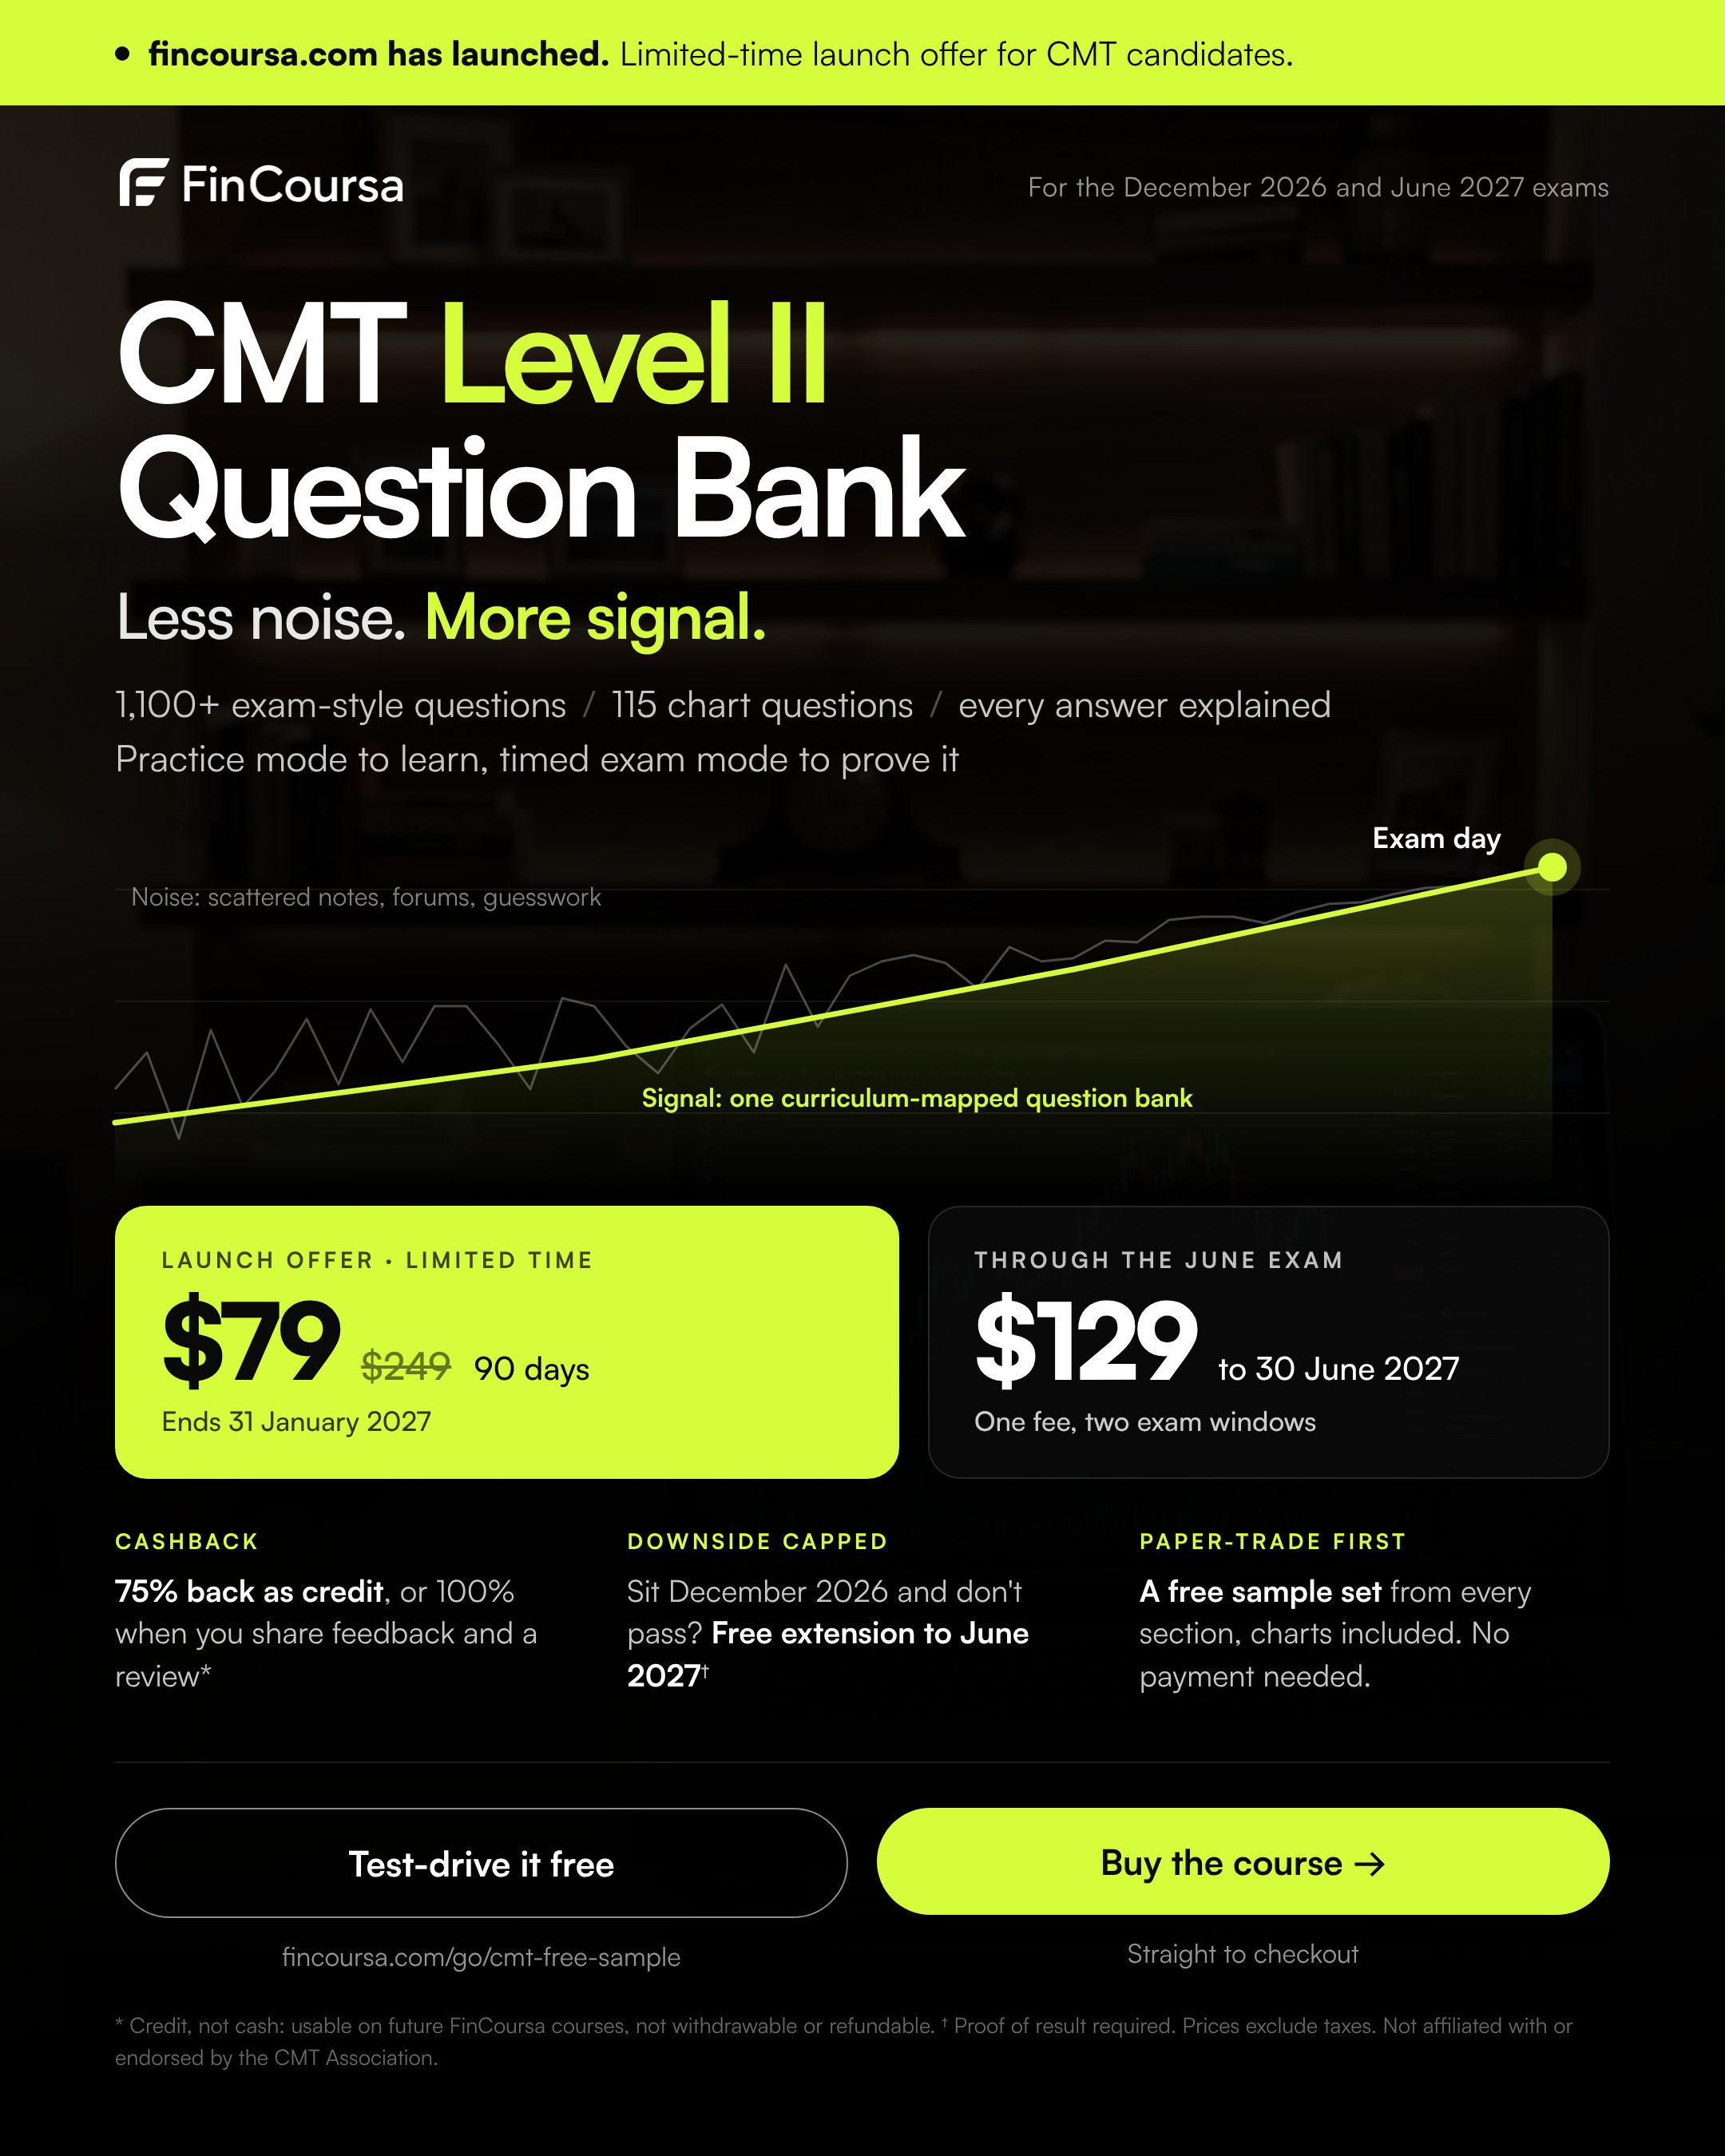 • fincoursa.com has launched. Limited-time launch offer for CMT candidates.
FinCoursa
For the December 2026 and June 2027 exams
CMT Level II
Question Bank
Less noise. More signal.
1,100+ exam-style questions / 115 chart questions / every answer explained
Practice mode to learn, timed exam mode to prove it
Exam day
Noise: scattered notes, forums, guesswork
Signal: one curriculum-mapped question bank
LAUNCH OFFER · LIMITED TIME
$79 $249 90 days
Ends 31 January 2027
THROUGH THE JUNE EXAM
$129 to 30 June 2027
One fee, two exam windows
CASHBACK
75% back as credit, or 100%
when you share feedback and a
review*
DOWNSIDE CAPPED
Sit December 2026 and don't
pass? Free extension to June
2027†
PAPER-TRADE FIRST
A free sample set from every
section, charts included. No
payment needed.
Test-drive it free
fincoursa.com/go/cmt-free-sample
Buy the course →
Straight to checkout
* Credit, not cash: usable on future FinCoursa courses, not withdrawable or refundable. † Proof of result required. Prices exclude taxes. Not affiliated with or
endorsed by the CMT Association.